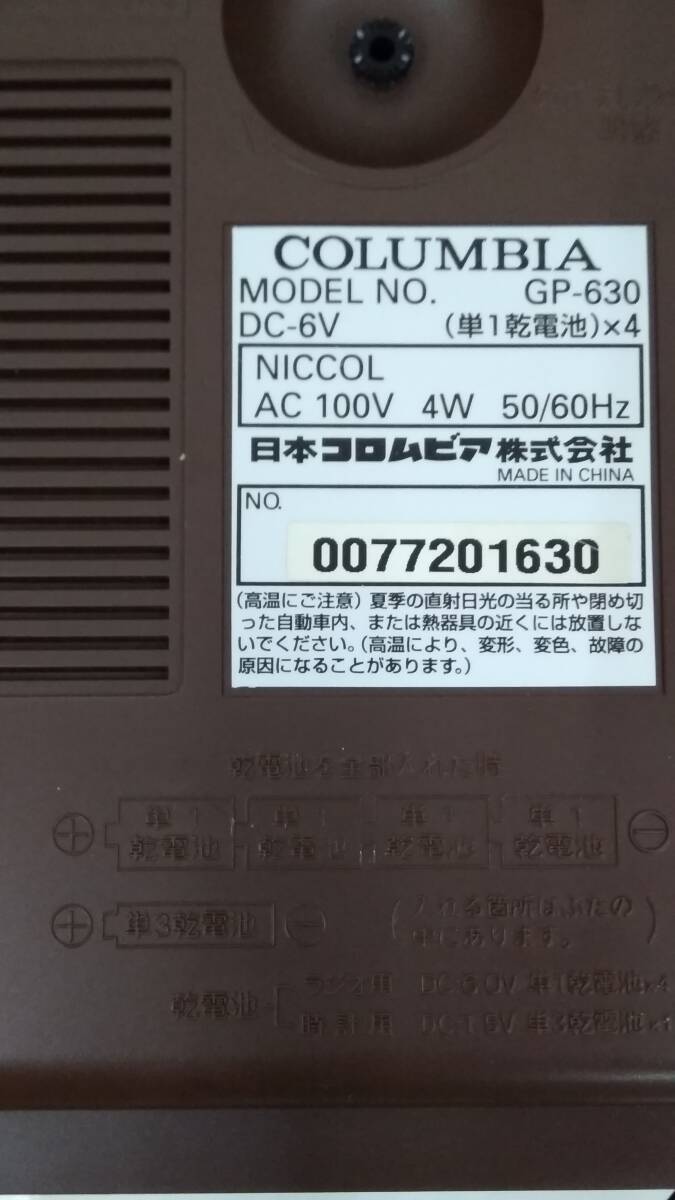 COLUMBIA
MODEL NO. GP-630
DC-6V (単1乾電池)×4
NICCOL
AC 100V 4W 50/60Hz
日本コロムビア株式会社
MADE IN CHINA
NO.
0077201630
(高温にご注意) 夏季の直射日光の当る所や閉め切
った自動車内、または熱器具の近くには放置しな
いでください。(高温により、変形、変色、故障の
原因になることがあります。)
乾電池を全部入れた時
⊕ 単1 単1 単1 単1 ⊖
乾電池 乾電池 乾電池 乾電池
⊕ 単3乾電池 ⊖ (入れる箇所はふたの
中にあります。)
ラジオ用 DC-6.0V 単1乾電池×4
乾電池
時計用 DC-1.5V 単3乾電池×1